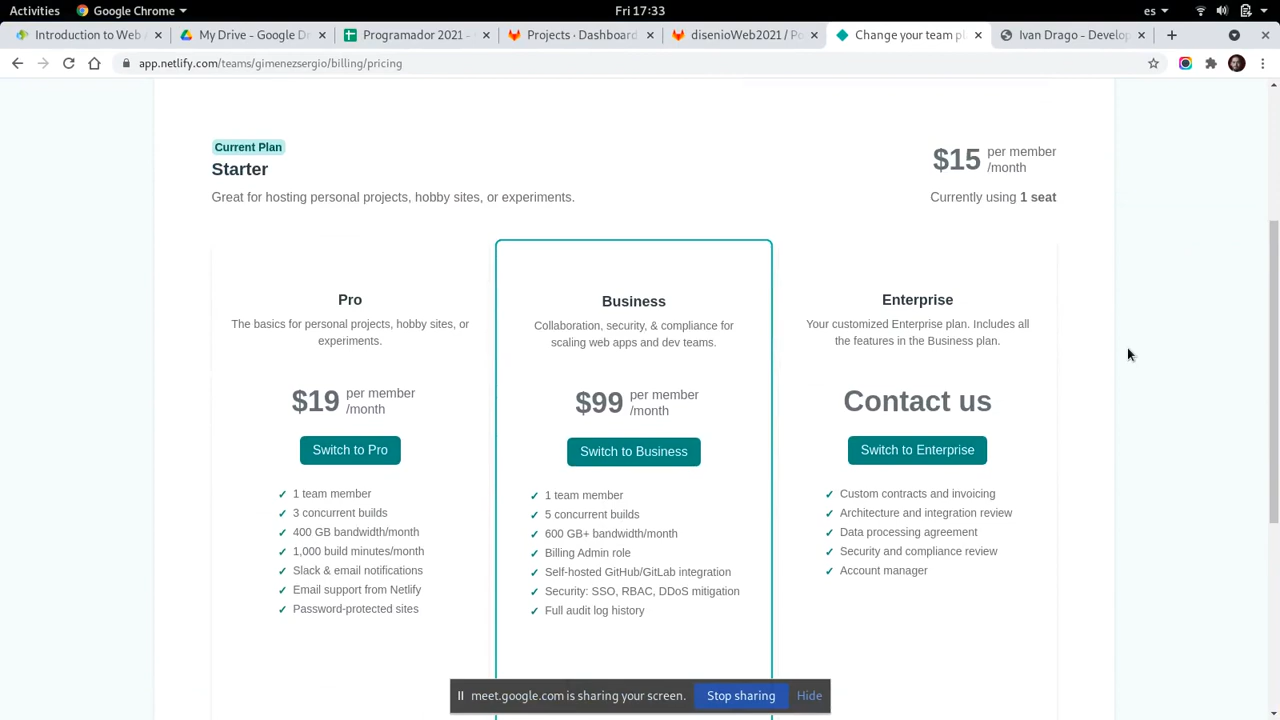 Activities
Google Chrome
Fri 17:33
es
Introduction to Web
My Drive - Google D
Programador 2021 -
Projects · Dashboard
disenioWeb2021 / Po
Change your team pl
Ivan Drago - Develop
app.netlify.com/teams/gimenezsergio/billing/pricing
Current Plan
Starter
Great for hosting personal projects, hobby sites, or experiments.
$15 per member
/month
Currently using 1 seat
Pro
The basics for personal projects, hobby sites, or
experiments.
$19 per member
/month
Switch to Pro
✓ 1 team member
✓ 3 concurrent builds
✓ 400 GB bandwidth/month
✓ 1,000 build minutes/month
✓ Slack & email notifications
✓ Email support from Netlify
✓ Password-protected sites
Business
Collaboration, security, & compliance for
scaling web apps and dev teams.
$99 per member
/month
Switch to Business
✓ 1 team member
✓ 5 concurrent builds
✓ 600 GB+ bandwidth/month
✓ Billing Admin role
✓ Self-hosted GitHub/GitLab integration
✓ Security: SSO, RBAC, DDoS mitigation
✓ Full audit log history
Enterprise
Your customized Enterprise plan. Includes all
the features in the Business plan.
Contact us
Switch to Enterprise
✓ Custom contracts and invoicing
✓ Architecture and integration review
✓ Data processing agreement
✓ Security and compliance review
✓ Account manager
meet.google.com is sharing your screen.
Stop sharing
Hide